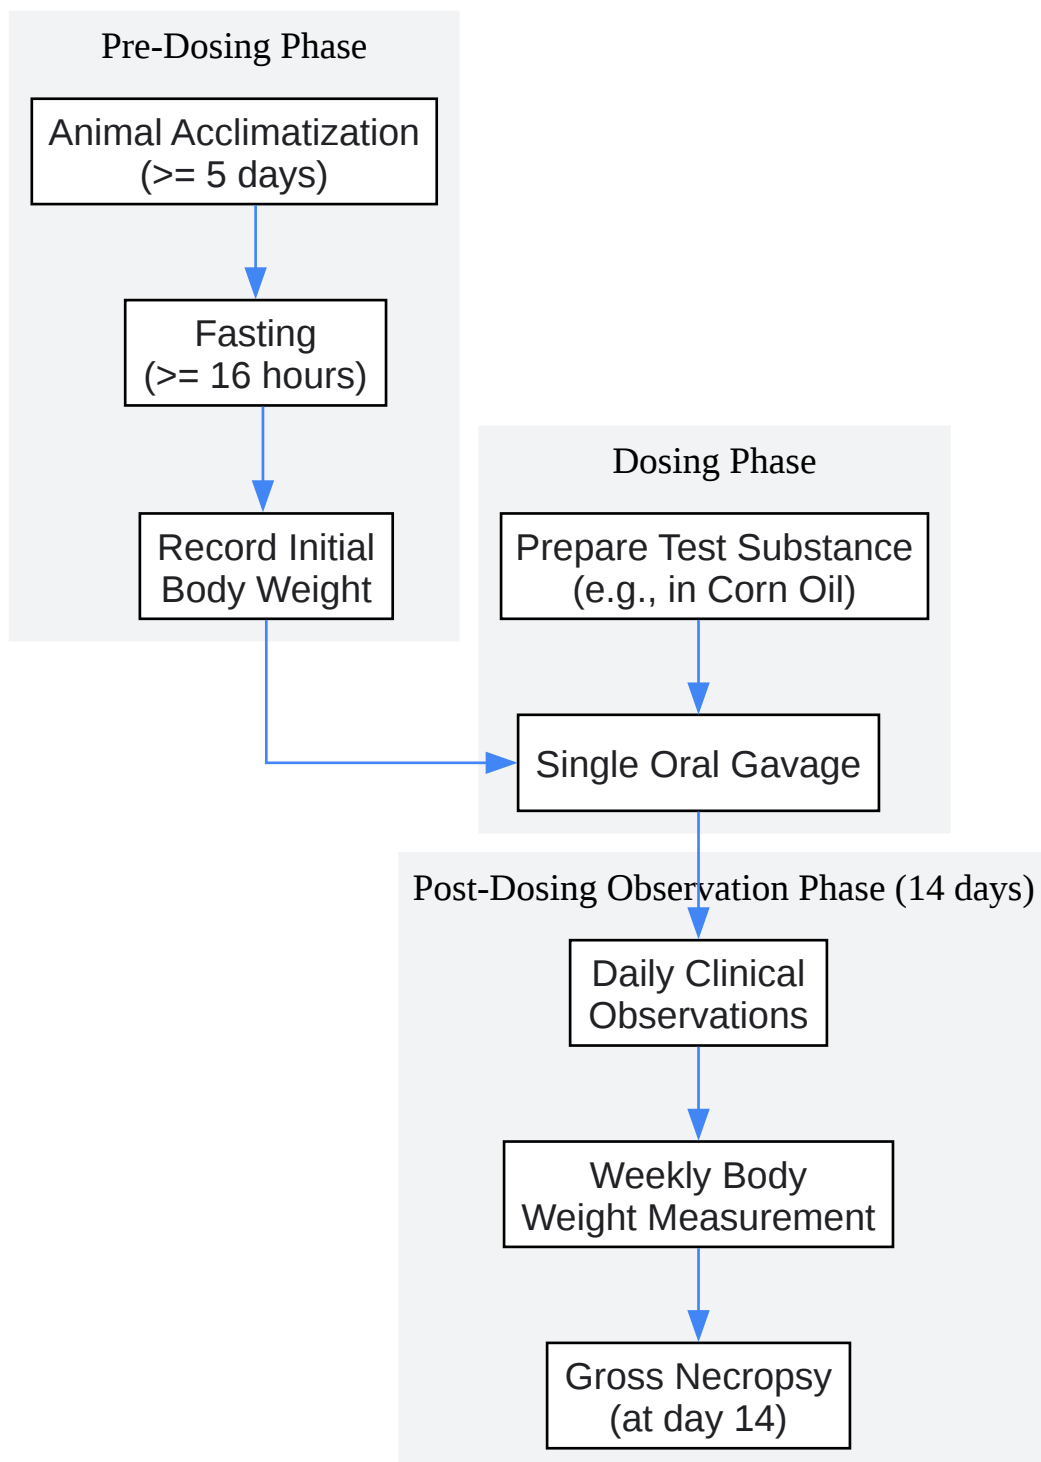 Pre-Dosing Phase
Animal Acclimatization
(>= 5 days)
Fasting
(>= 16 hours)
Record Initial
Body Weight
Dosing Phase
Prepare Test Substance
(e.g., in Corn Oil)
Single Oral Gavage
Post-Dosing Observation Phase (14 days)
Daily Clinical
Observations
Weekly Body
Weight Measurement
Gross Necropsy
(at day 14)